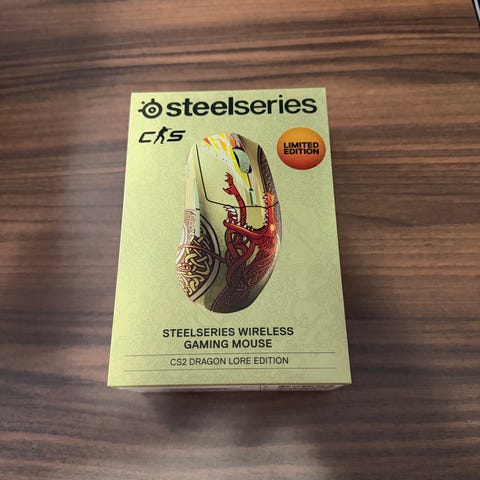 steelseries
CS
LIMITED
EDITION
STEELSERIES WIRELESS
GAMING MOUSE
CS2 DRAGON LORE EDITION